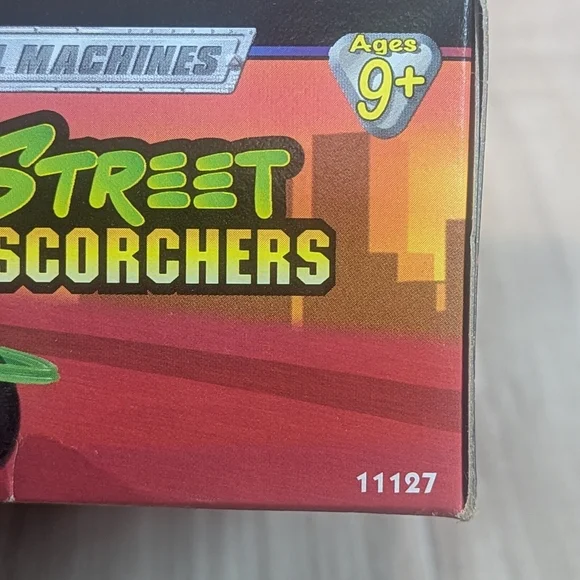 MACHINES
Ages
9+
STREET
SCORCHERS
11127